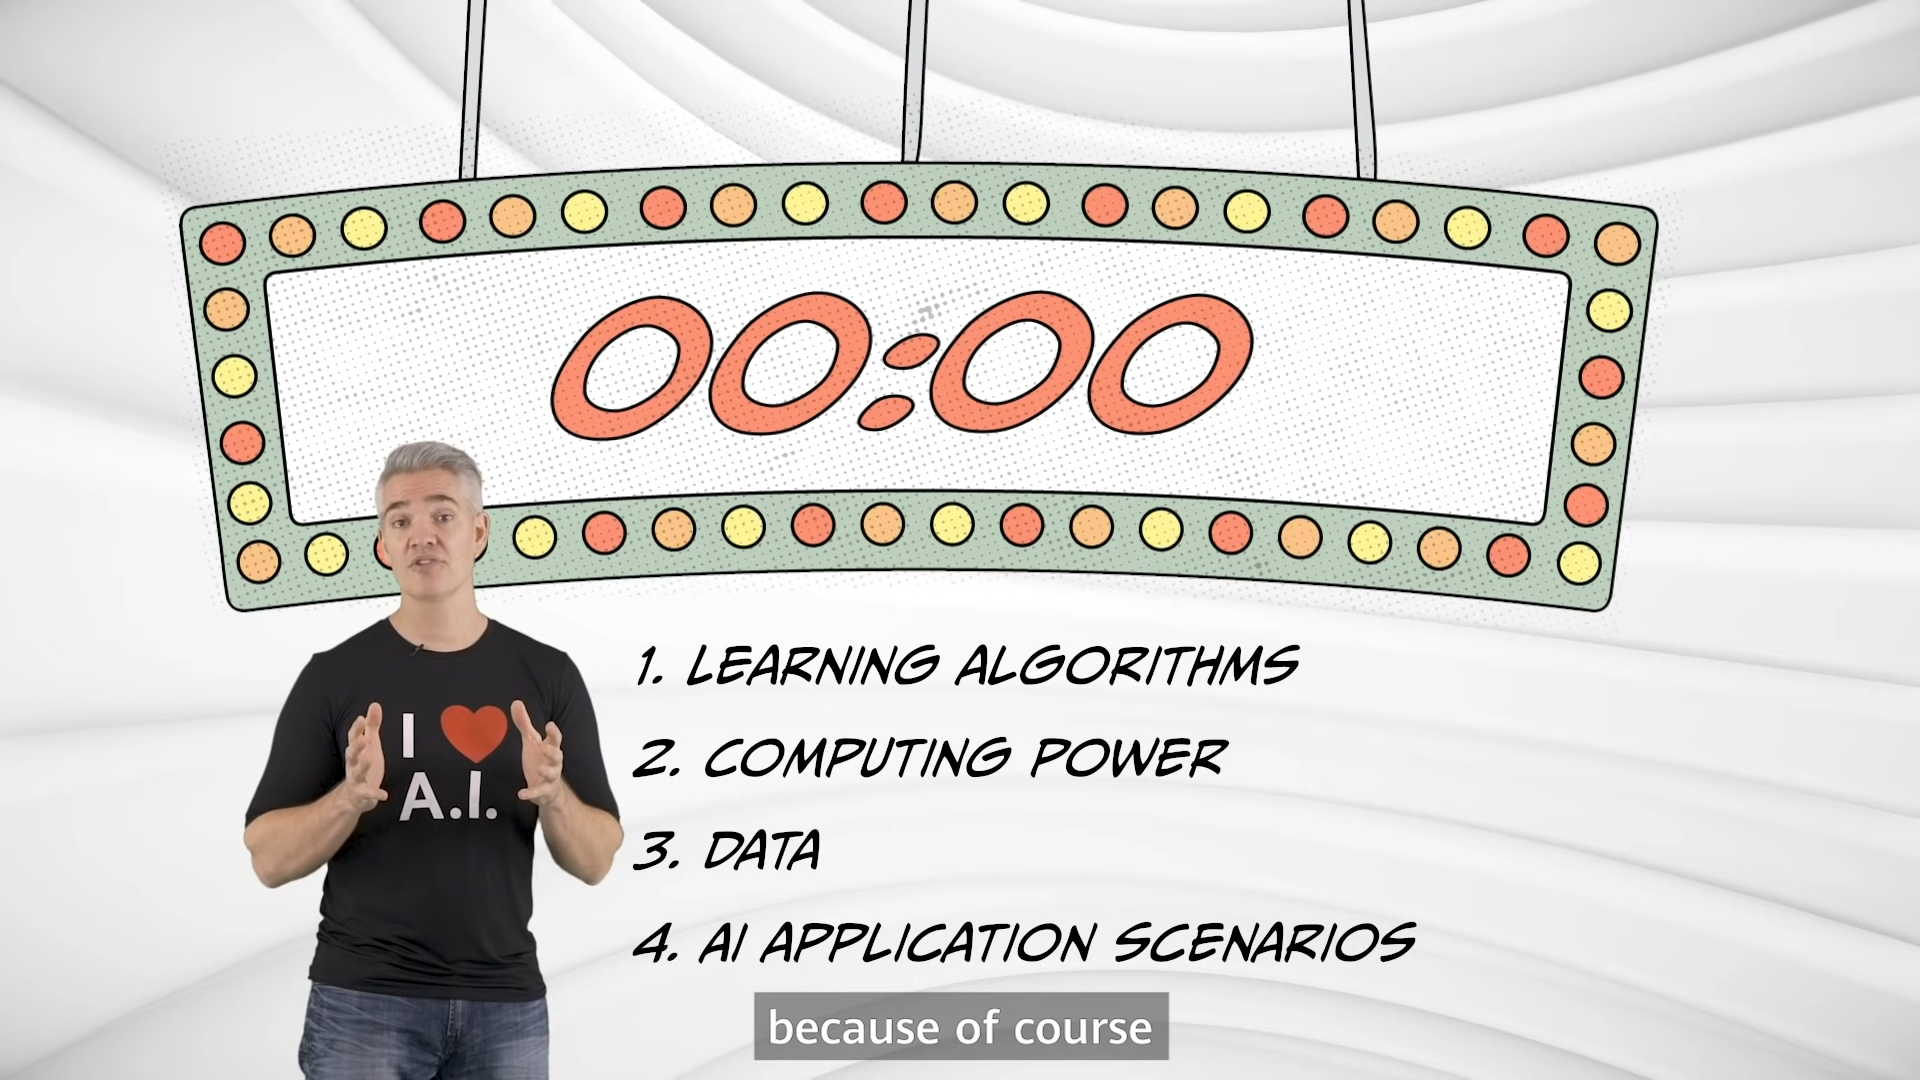 00:00
I ❤
A.I.
1. LEARNING ALGORITHMS
2. COMPUTING POWER
3. DATA
4. AI APPLICATION SCENARIOS
because of course